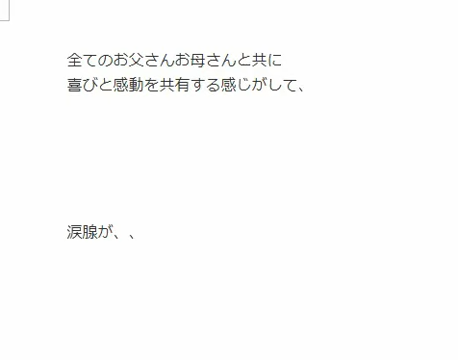 全てのお父さんお母さんと共に
喜びと感動を共有する感じがして、
涙腺が、、